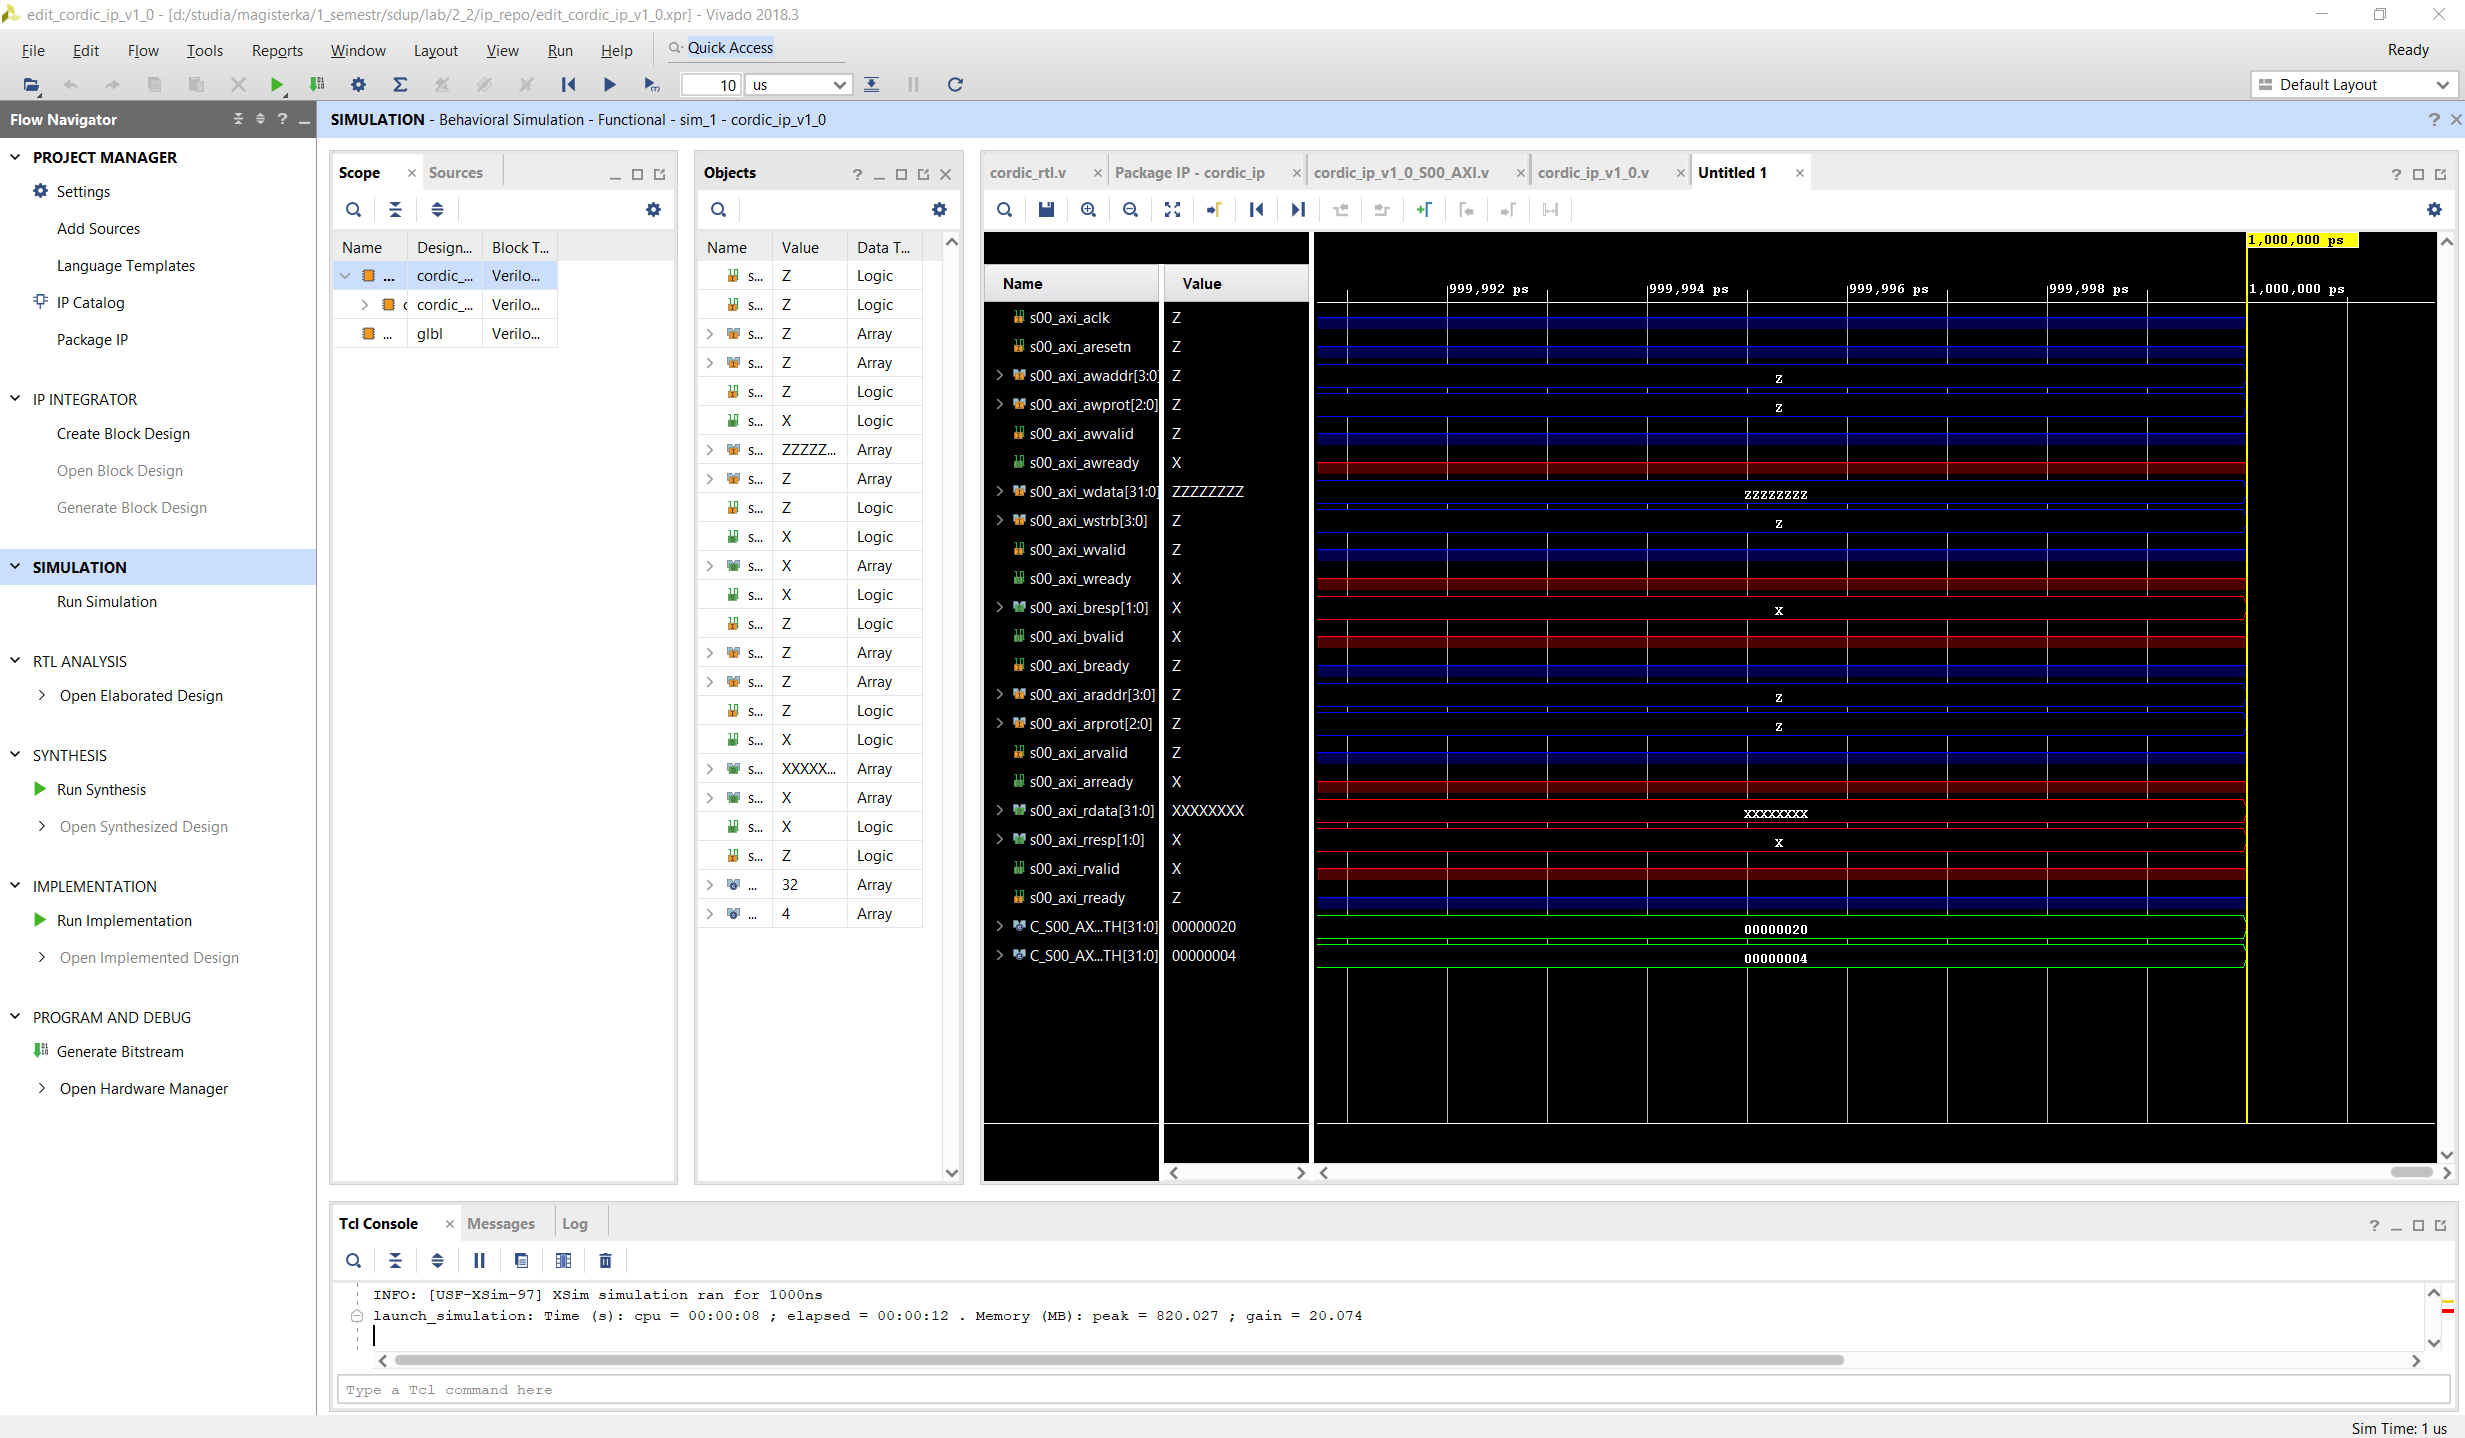 edit_cordic_ip_v1_0 - [d:/studia/magisterka/1_semestr/sdup/lab/2_2/ip_repo/edit_cordic_ip_v1_0.xpr] - Vivado 2018.3
File Edit Flow Tools Reports Window Layout View Run Help Quick Access Ready
10 us Default Layout
Flow Navigator
SIMULATION - Behavioral Simulation - Functional - sim_1 - cordic_ip_v1_0
PROJECT MANAGER
Settings
Add Sources
Language Templates
IP Catalog
Package IP
IP INTEGRATOR
Create Block Design
Open Block Design
Generate Block Design
SIMULATION
Run Simulation
RTL ANALYSIS
Open Elaborated Design
SYNTHESIS
Run Synthesis
Open Synthesized Design
IMPLEMENTATION
Run Implementation
Open Implemented Design
PROGRAM AND DEBUG
Generate Bitstream
Open Hardware Manager
Scope Sources
Name Design... Block T...
... cordic_... Verilo...
c cordic_... Verilo...
... glbl Verilo...
Objects
Name Value Data T...
s... Z Logic
s... Z Logic
s... Z Array
s... Z Array
s... Z Logic
s... X Logic
s... ZZZZZ... Array
s... Z Array
s... Z Logic
s... X Logic
s... X Array
s... X Logic
s... Z Logic
s... Z Array
s... Z Array
s... Z Logic
s... X Logic
s... XXXXX... Array
s... X Array
s... X Logic
s... Z Logic
... 32 Array
... 4 Array
cordic_rtl.v Package IP - cordic_ip cordic_ip_v1_0_S00_AXI.v cordic_ip_v1_0.v Untitled 1
1,000,000 ps
Name Value 999,992 ps 999,994 ps 999,996 ps 999,998 ps 1,000,000 ps
s00_axi_aclk Z
s00_axi_aresetn Z
s00_axi_awaddr[3:0] Z Z
s00_axi_awprot[2:0] Z Z
s00_axi_awvalid Z
s00_axi_awready X
s00_axi_wdata[31:0] ZZZZZZZZ ZZZZZZZZ
s00_axi_wstrb[3:0] Z Z
s00_axi_wvalid Z
s00_axi_wready X
s00_axi_bresp[1:0] X X
s00_axi_bvalid X
s00_axi_bready Z
s00_axi_araddr[3:0] Z Z
s00_axi_arprot[2:0] Z Z
s00_axi_arvalid Z
s00_axi_arready X
s00_axi_rdata[31:0] XXXXXXXX XXXXXXXX
s00_axi_rresp[1:0] X X
s00_axi_rvalid X
s00_axi_rready Z
C_S00_AX...TH[31:0] 00000020 00000020
C_S00_AX...TH[31:0] 00000004 00000004
Tcl Console Messages Log
INFO: [USF-XSim-97] XSim simulation ran for 1000ns
launch_simulation: Time (s): cpu = 00:00:08 ; elapsed = 00:00:12 . Memory (MB): peak = 820.027 ; gain = 20.074
Type a Tcl command here
Sim Time: 1 us